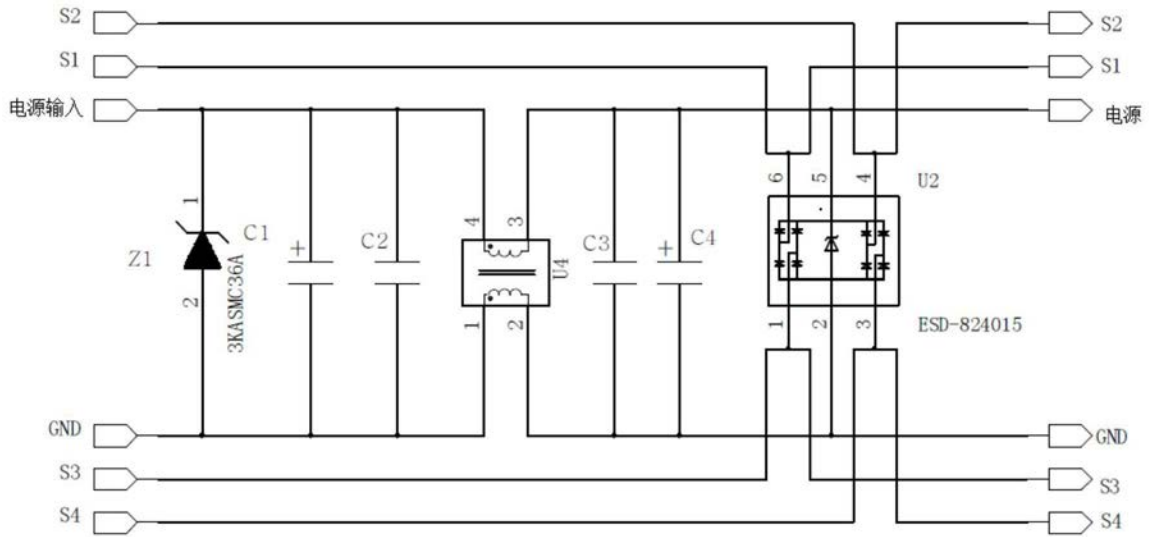 S2
S2
S1
S1
电源输入
电源
6
5
4
U2
1
C1
4
3
C2
C3
C4
Z1
+
+
U4
2
3KASMC36A
1
2
1
2
3
ESD-824015
GND
GND
S3
S3
S4
S4